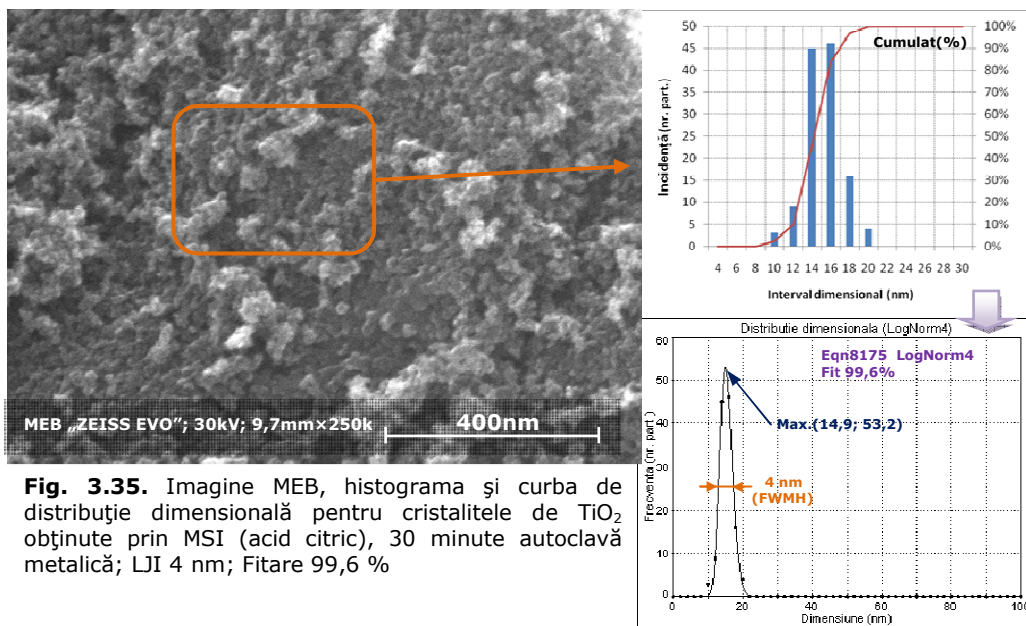 MEB „ZEISS EVO”; 30kV; 9,7mm×250k
400nm
Fig. 3.35. Imagine MEB, histograma şi curba de
distribuţie dimensională pentru cristalitele de TiO₂
obţinute prin MSI (acid citric), 30 minute autoclavă
metalică; LJI 4 nm; Fitare 99,6 %
Cumulat(%)
Incidenţă (nr. part.)
50
45
40
35
30
25
20
15
10
5
0
100%
90%
80%
70%
60%
50%
40%
30%
20%
10%
0%
4 6 8 10 12 14 16 18 20 22 24 26 28 30
Interval dimensional (nm)
Distributie dimensionala (LogNorm4)
Eqn8175 LogNorm4
Fit 99,6%
Max.(14,9; 53,2)
4 nm
(FWMH)
Frecventa (nr. part)
60
50
40
30
20
10
0
0 20 40 60 80 100
Dimensiune (nm)